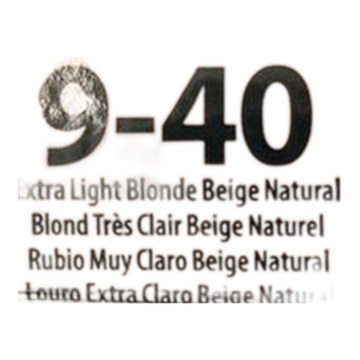 9-40
Extra Light Blonde Beige Natural
Blond Très Clair Beige Naturel
Rubio Muy Claro Beige Natural
Louro Extra Claro Beige Natural